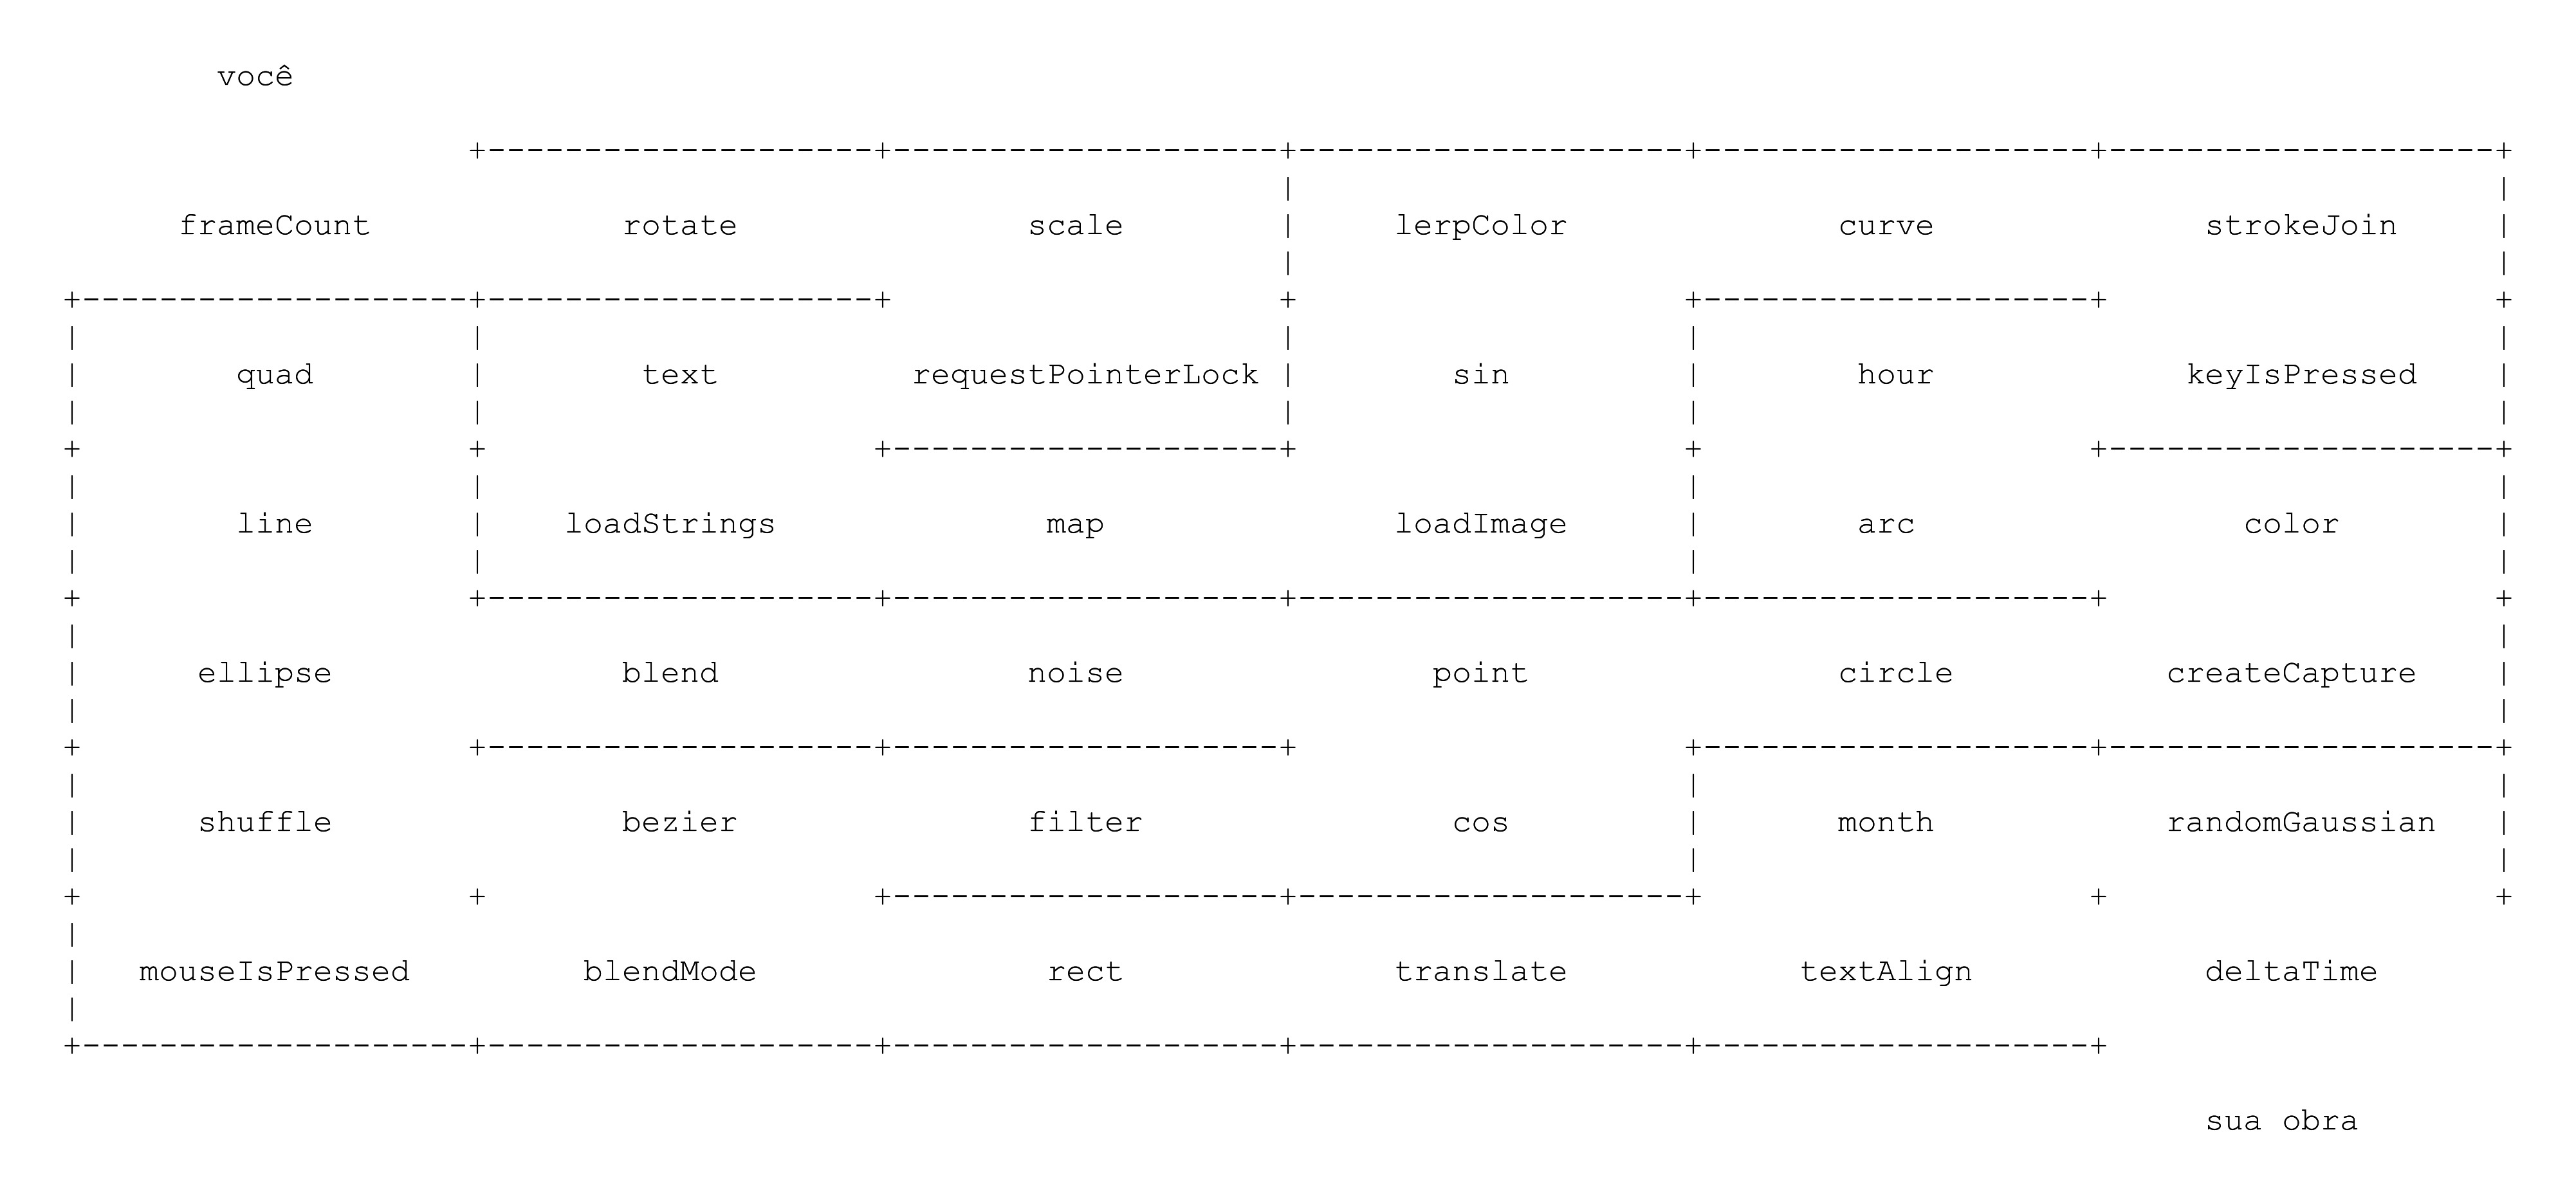 você
frameCount rotate scale lerpColor curve strokeJoin
quad text requestPointerLock sin hour keyIsPressed
line loadStrings map loadImage arc color
ellipse blend noise point circle createCapture
shuffle bezier filter cos month randomGaussian
mouseIsPressed blendMode rect translate textAlign deltaTime
sua obra